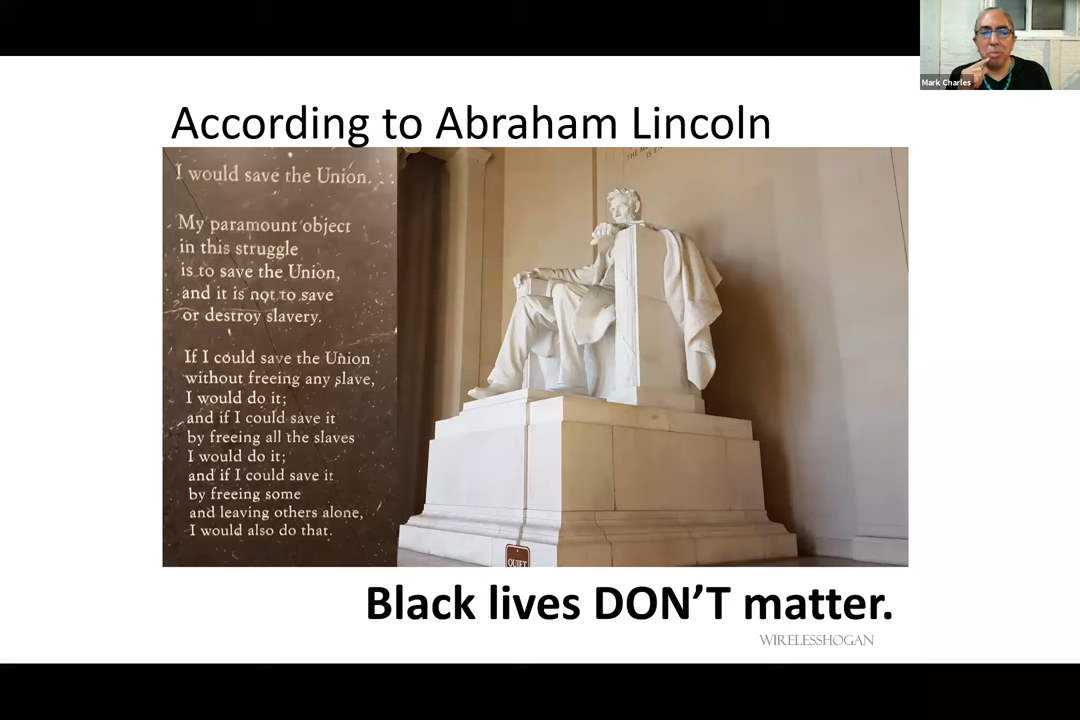 Mark Charles
According to Abraham Lincoln
I would save the Union.
My paramount object
in this struggle
is to save the Union,
and it is not to save
or destroy slavery.
If I could save the Union
without freeing any slave,
I would do it;
and if I could save it
by freeing all the slaves
I would do it;
and if I could save it
by freeing some
and leaving others alone,
I would also do that.
QUIET
Black lives DON'T matter.
WIRELESSHOGAN